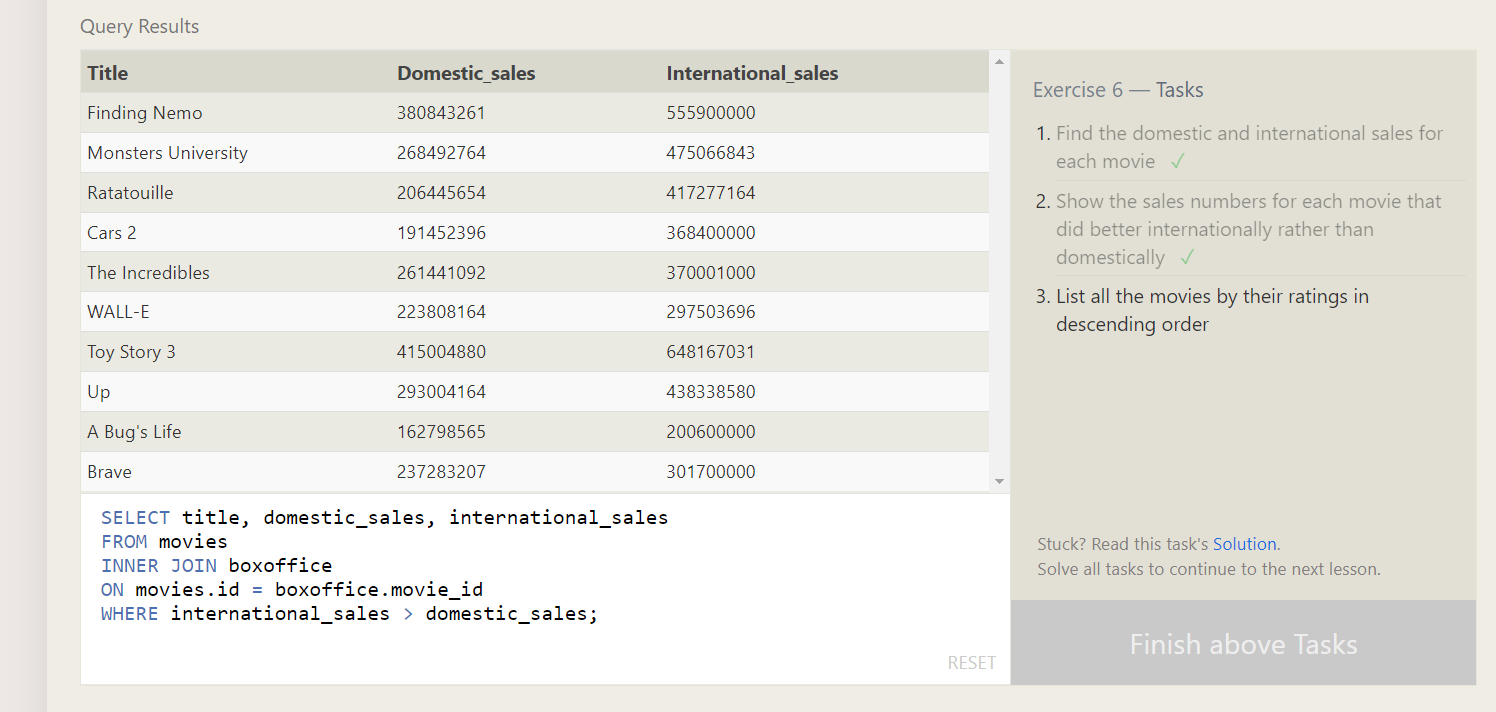 Query Results
Title Domestic_sales International_sales
Finding Nemo 380843261 555900000
Monsters University 268492764 475066843
Ratatouille 206445654 417277164
Cars 2 191452396 368400000
The Incredibles 261441092 370001000
WALL-E 223808164 297503696
Toy Story 3 415004880 648167031
Up 293004164 438338580
A Bug's Life 162798565 200600000
Brave 237283207 301700000
SELECT title, domestic_sales, international_sales
FROM movies
INNER JOIN boxoffice
ON movies.id = boxoffice.movie_id
WHERE international_sales > domestic_sales;
RESET
Exercise 6 — Tasks
1. Find the domestic and international sales for
each movie ✓
2. Show the sales numbers for each movie that
did better internationally rather than
domestically ✓
3. List all the movies by their ratings in
descending order
Stuck? Read this task's Solution.
Solve all tasks to continue to the next lesson.
Finish above Tasks